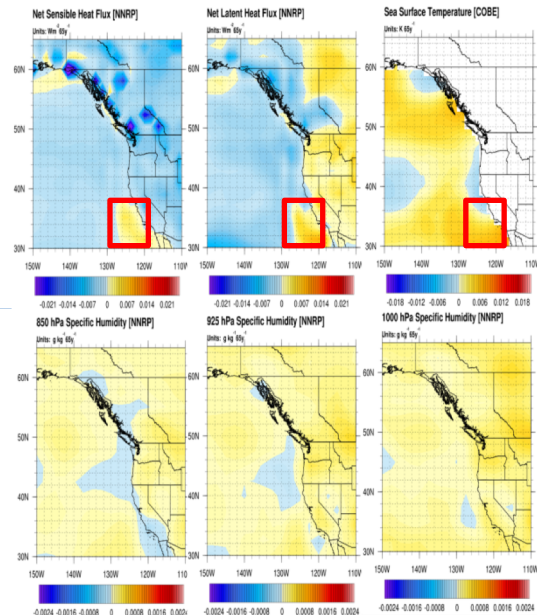 Net Sensible Heat Flux [NNRP]
Units: Wm⁻² 65y⁻¹
60N
50N
40N
30N
150W 140W 130W 120W 110W
-0.021 -0.014 -0.007 0 0.007 0.014 0.021
Net Latent Heat Flux [NNRP]
Units: Wm⁻² 65y⁻¹
60N
50N
40N
30N
150W 140W 130W 120W 110W
-0.021 -0.014 -0.007 0 0.007 0.014 0.021
Sea Surface Temperature [COBE]
Units: K 65y⁻¹
60N
50N
40N
30N
150W 140W 130W 120W 110W
-0.018 -0.012 -0.006 0 0.006 0.012 0.018
850 hPa Specific Humidity [NNRP]
Units: g kg⁻¹ 65y⁻¹
60N
50N
40N
30N
150W 140W 130W 120W 110
-0.0024 -0.0016 -0.0008 0 0.0008 0.0016 0.002
925 hPa Specific Humidity [NNRP]
Units: g kg⁻¹ 65y⁻¹
60N
50N
40N
30N
150W 140W 130W 120W 110W
-0.0024 -0.0016 -0.0008 0 0.0008 0.0016 0.0024
1000 hPa Specific Humidity [NNRP]
Units: g kg⁻¹ 65y⁻¹
60N
50N
40N
30N
150W 140W 130W 120W 110W
-0.0024 -0.0016 -0.0008 0 0.0008 0.0016 0.0024